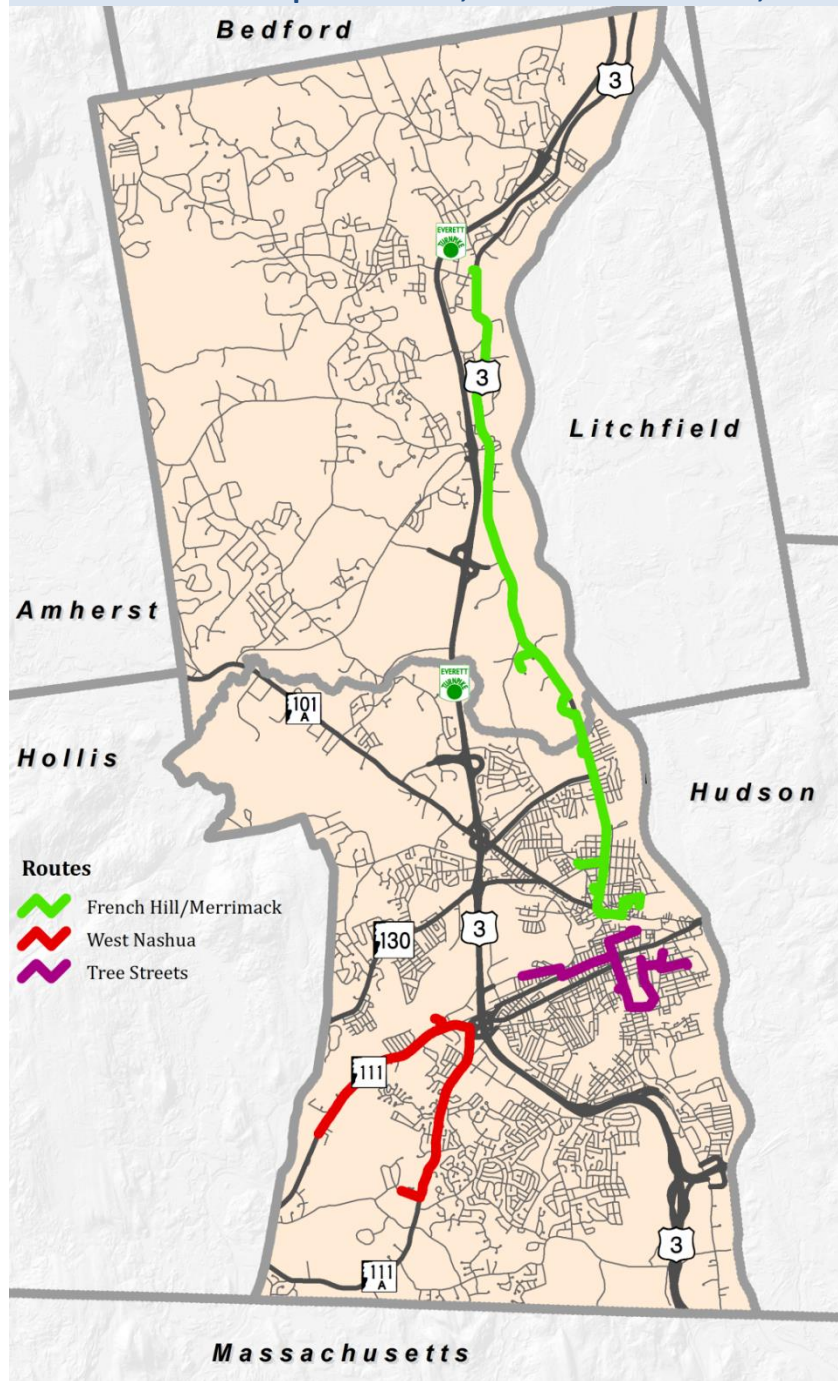 Bedford
3
EVERETT
TURNPIKE
3
Litchfield
Amherst
EVERETT
TURNPIKE
101
A
Hollis
Hudson
Routes
French Hill/Merrimack
West Nashua
Tree Streets
130
3
111
3
111
A
Massachusetts